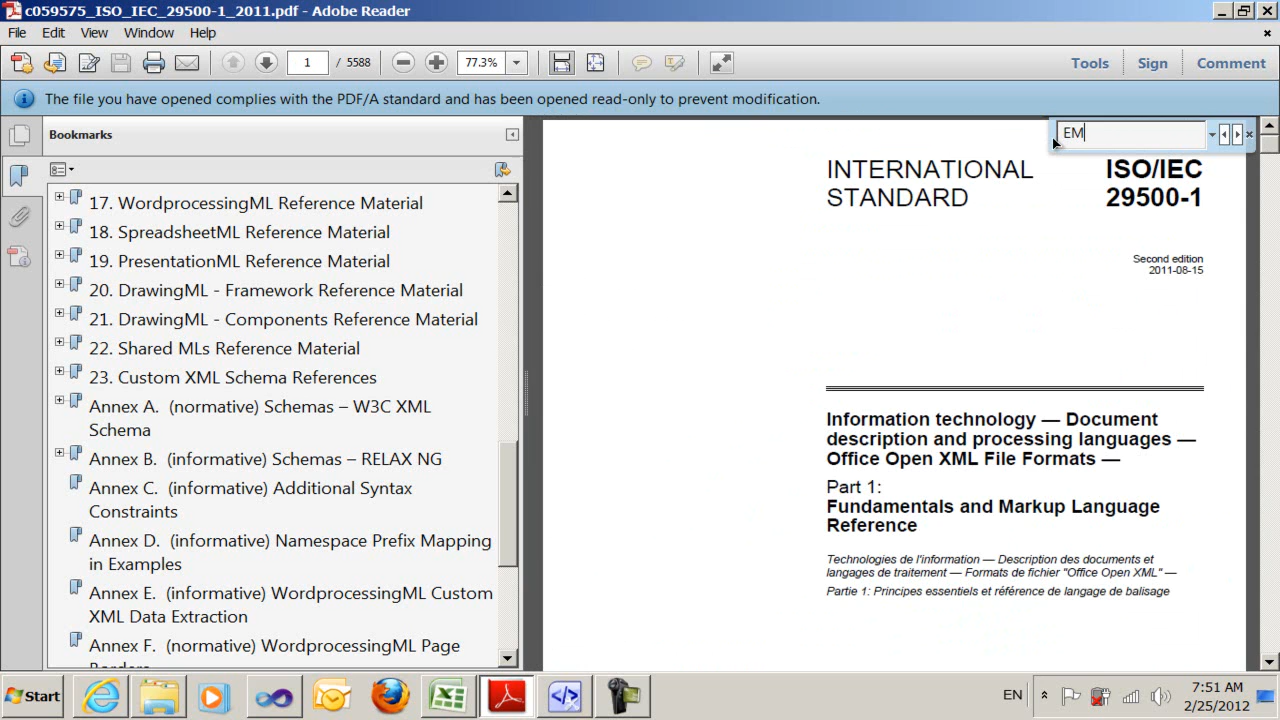 c059575_ISO_IEC_29500-1_2011.pdf - Adobe Reader
File Edit View Window Help
1 / 5588 77.3% Tools Sign Comment
The file you have opened complies with the PDF/A standard and has been opened read-only to prevent modification.
Bookmarks
EM
17. WordprocessingML Reference Material
18. SpreadsheetML Reference Material
19. PresentationML Reference Material
20. DrawingML - Framework Reference Material
21. DrawingML - Components Reference Material
22. Shared MLs Reference Material
23. Custom XML Schema References
Annex A. (normative) Schemas – W3C XML
Schema
Annex B. (informative) Schemas – RELAX NG
Annex C. (informative) Additional Syntax
Constraints
Annex D. (informative) Namespace Prefix Mapping
in Examples
Annex E. (informative) WordprocessingML Custom
XML Data Extraction
Annex F. (normative) WordprocessingML Page
Borders
INTERNATIONAL
STANDARD
ISO/IEC
29500-1
Second edition
2011-08-15
Information technology — Document
description and processing languages —
Office Open XML File Formats —
Part 1:
Fundamentals and Markup Language
Reference
Technologies de l'information — Description des documents et
langages de traitement — Formats de fichier "Office Open XML" —
Partie 1: Principes essentiels et référence de langage de balisage
Start
EN
7:51 AM
2/25/2012